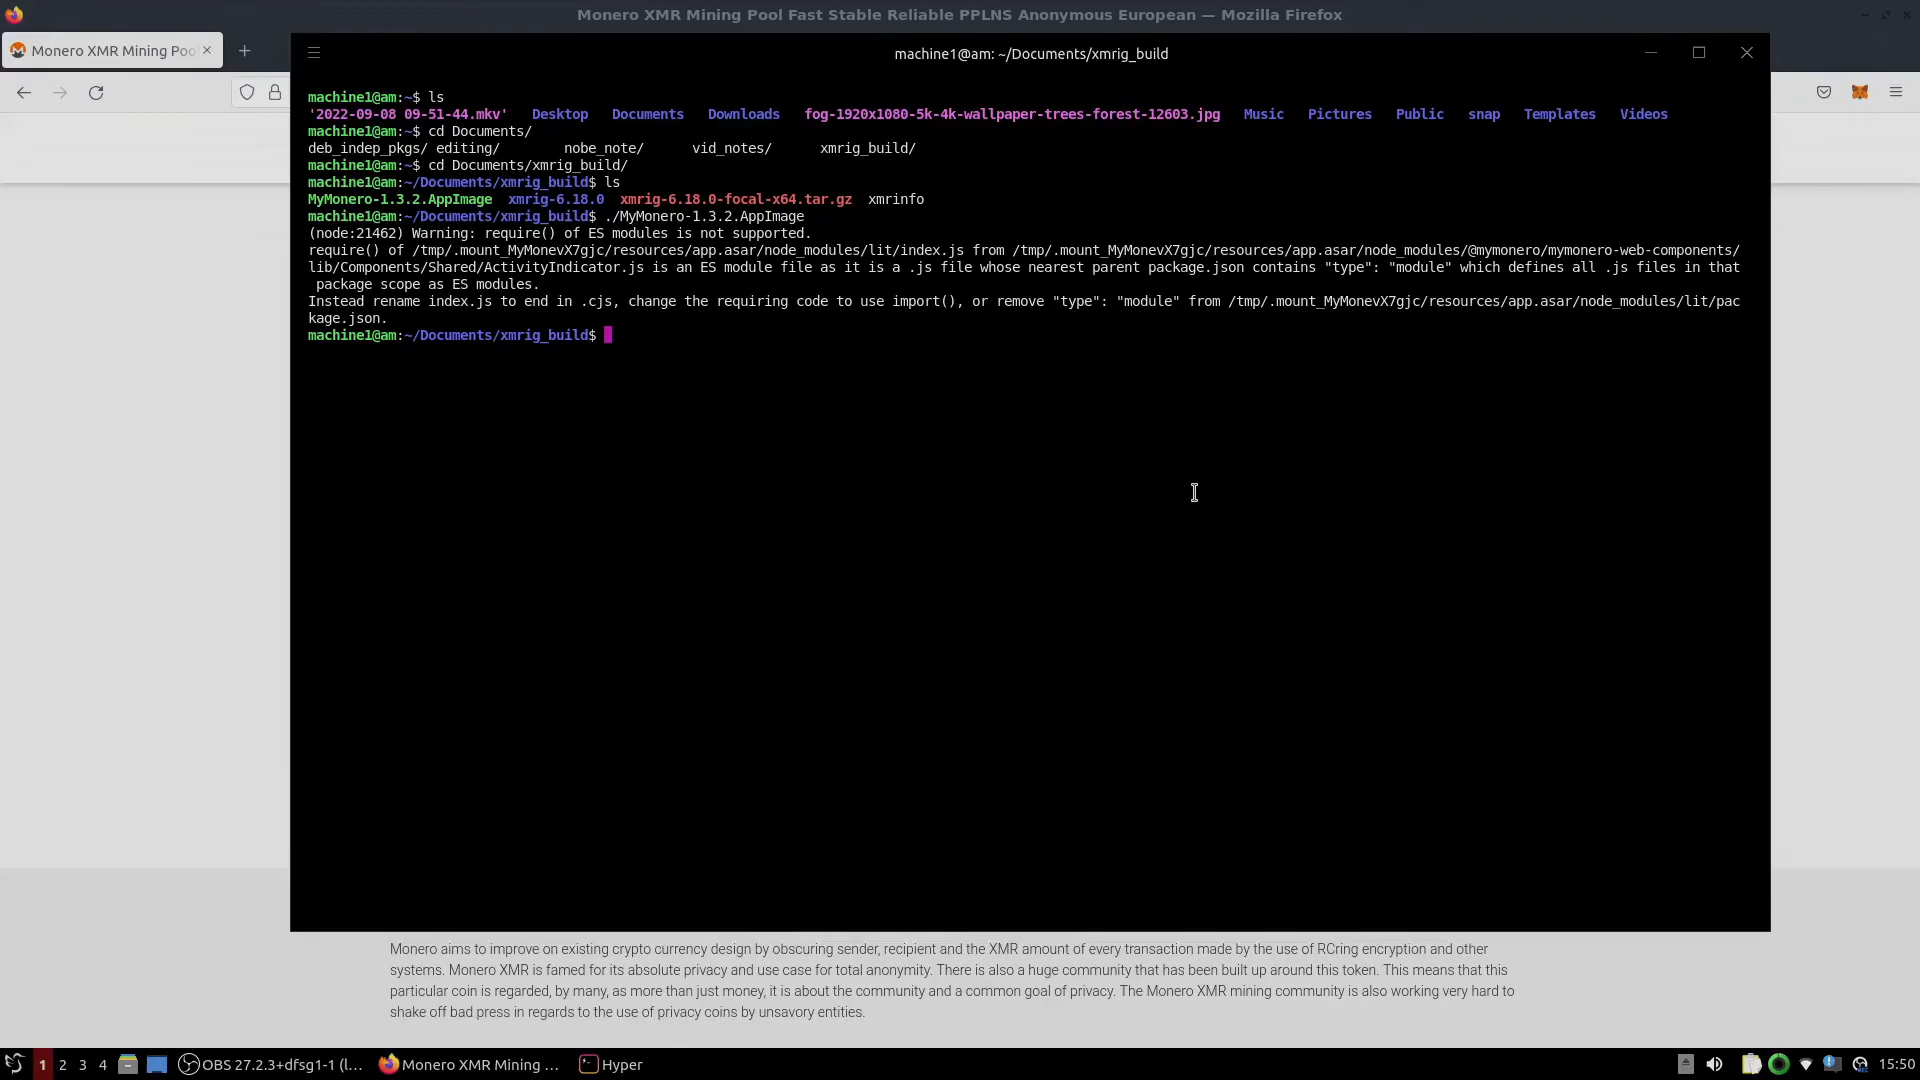 Monero XMR Mining Pool Fast Stable Reliable PPLNS Anonymous European — Mozilla Firefox
Monero XMR Mining Poo
machine1@am: ~/Documents/xmrig_build
machine1@am:~$ ls
'2022-09-08 09-51-44.mkv' Desktop Documents Downloads fog-1920x1080-5k-4k-wallpaper-trees-forest-12603.jpg Music Pictures Public snap Templates Videos
machine1@am:~$ cd Documents/
deb_indep_pkgs/ editing/ nobe_note/ vid_notes/ xmrig_build/
machine1@am:~$ cd Documents/xmrig_build/
machine1@am:~/Documents/xmrig_build$ ls
MyMonero-1.3.2.AppImage xmrig-6.18.0 xmrig-6.18.0-focal-x64.tar.gz xmrinfo
machine1@am:~/Documents/xmrig_build$ ./MyMonero-1.3.2.AppImage
(node:21462) Warning: require() of ES modules is not supported.
require() of /tmp/.mount_MyMonevX7gjc/resources/app.asar/node_modules/lit/index.js from /tmp/.mount_MyMonevX7gjc/resources/app.asar/node_modules/@mymonero/mymonero-web-components/
lib/Components/Shared/ActivityIndicator.js is an ES module file as it is a .js file whose nearest parent package.json contains "type": "module" which defines all .js files in that
package scope as ES modules.
Instead rename index.js to end in .cjs, change the requiring code to use import(), or remove "type": "module" from /tmp/.mount_MyMonevX7gjc/resources/app.asar/node_modules/lit/pac
kage.json.
machine1@am:~/Documents/xmrig_build$
Monero aims to improve on existing crypto currency design by obscuring sender, recipient and the XMR amount of every transaction made by the use of RCring encryption and other
systems. Monero XMR is famed for its absolute privacy and use case for total anonymity. There is also a huge community that has been built up around this token. This means that this
particular coin is regarded, by many, as more than just money, it is about the community and a common goal of privacy. The Monero XMR mining community is also working very hard to
shake off bad press in regards to the use of privacy coins by unsavory entities.
1 2 3 4 OBS 27.2.3+dfsg1-1 (l... Monero XMR Mining ... Hyper 15:50